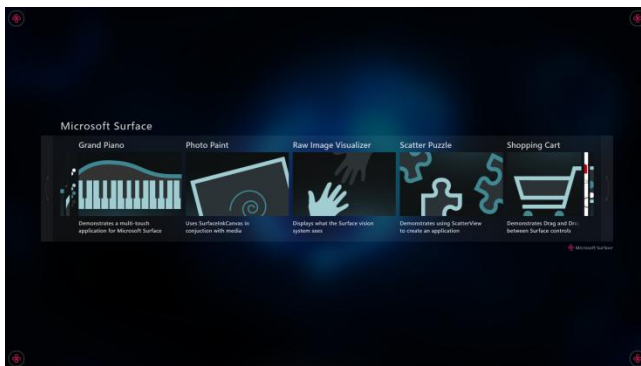 Microsoft Surface
Grand Piano
Photo Paint
Raw Image Visualizer
Scatter Puzzle
Shopping Cart
Demonstrates a multi-touch
application for Microsoft Surface
Uses SurfaceInkCanvas in
conjuction with media
Displays what the Surface vision
system sees
Demonstrates using ScatterView
to create an application
Demonstrates Drag and Dro
between Surface controls
Microsoft Surface